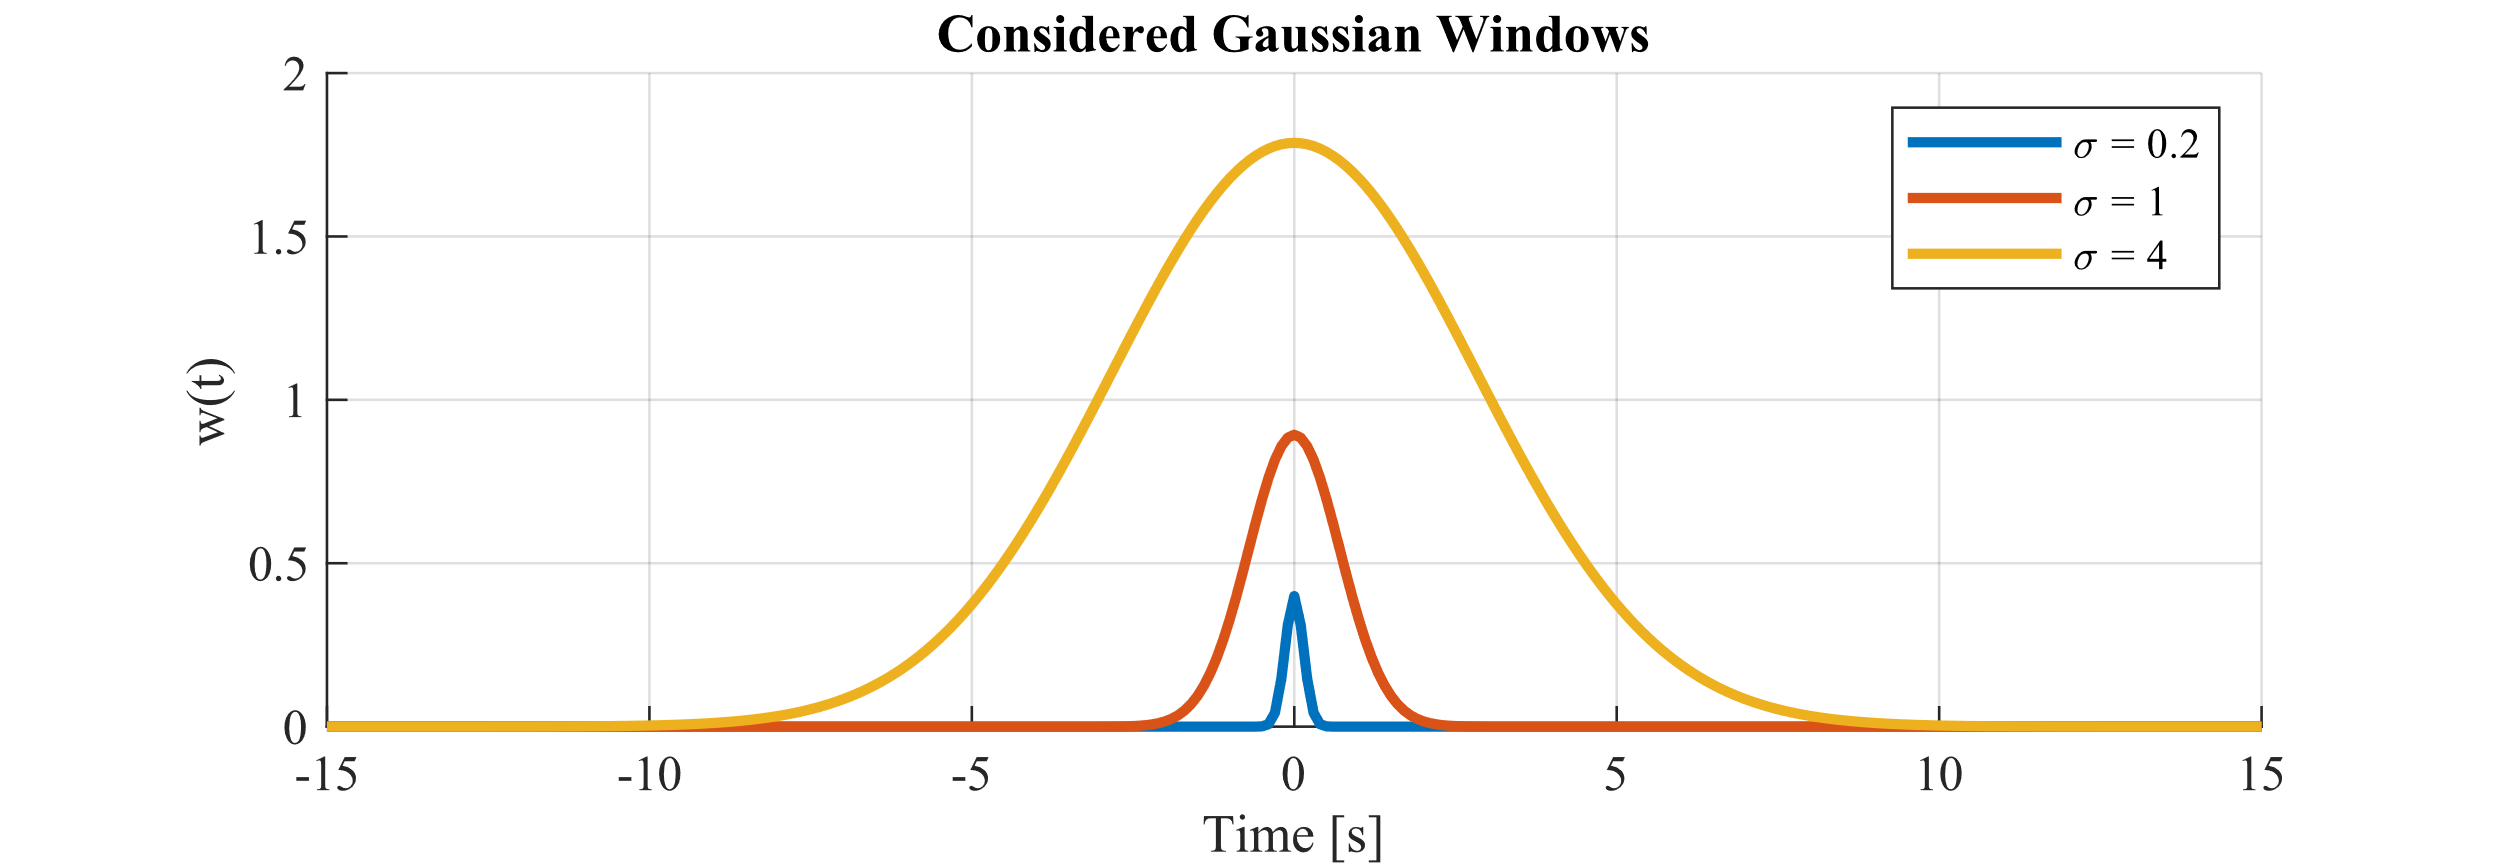 Considered Gaussian Windows
2
1.5
1
0.5
0
w(t)
σ = 0.2
σ = 1
σ = 4
-15 -10 -5 0 5 10 15
Time [s]